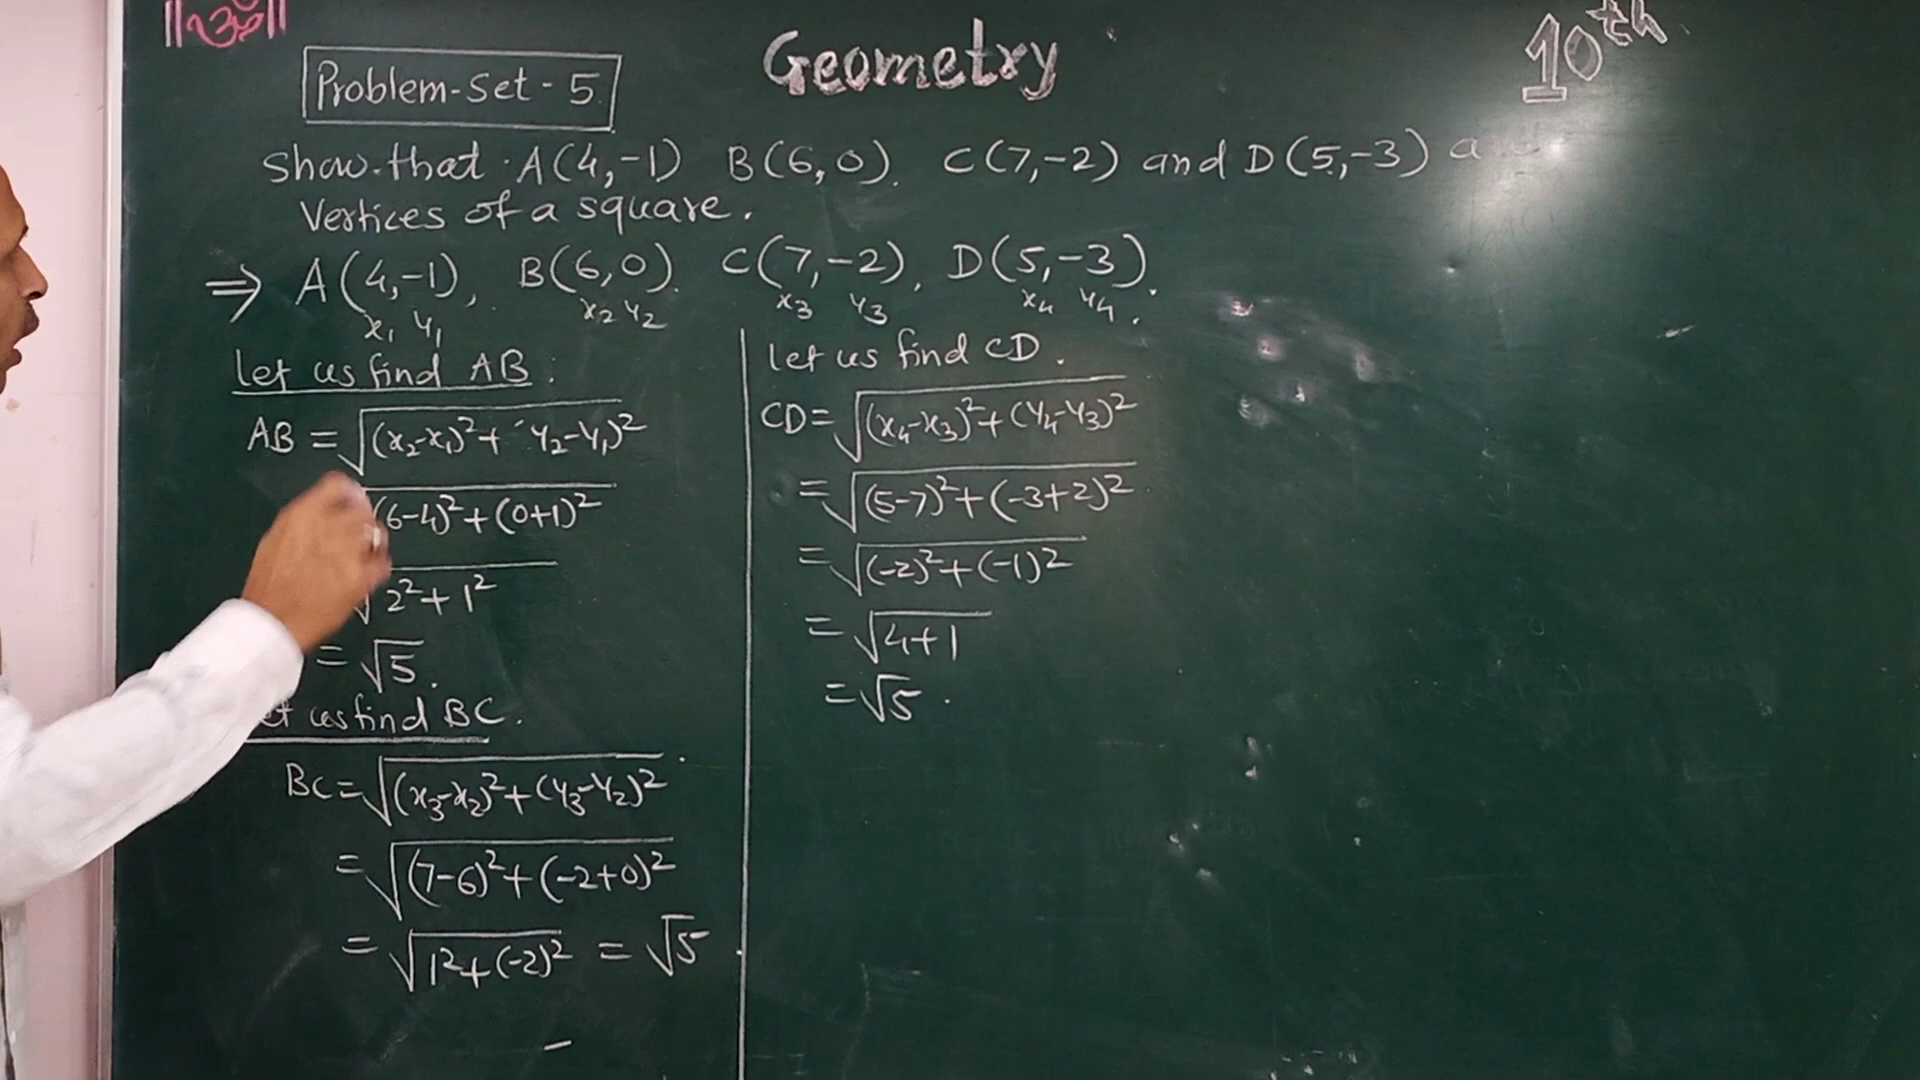 ||ॐ||
Geometry
10th
Problem-Set-5
Show that A(4,-1) B(6,0). C(7,-2) and D(5,-3)
Vertices of a square.
⇒ A(4,-1), B(6,0). C(7,-2), D(5,-3).
x₁ y₁ x₂ y₂ x₃ y₃ x₄ y₄.
let us find AB:
AB = √(x₂-x₁)²+ y₂-y₁)²
(6-4)²+(0+1)²
√2²+1²
= √5.
us find BC.
BC = √(x₃-x₂)²+(y₃-y₂)²
= √(7-6)²+(-2+0)²
= √1²+(-2)² = √5
let us find CD.
CD = √(x₄-x₃)²+(y₄-y₃)²
= √(5-7)²+(-3+2)²
= √(-2)²+(-1)²
= √4+1
= √5.